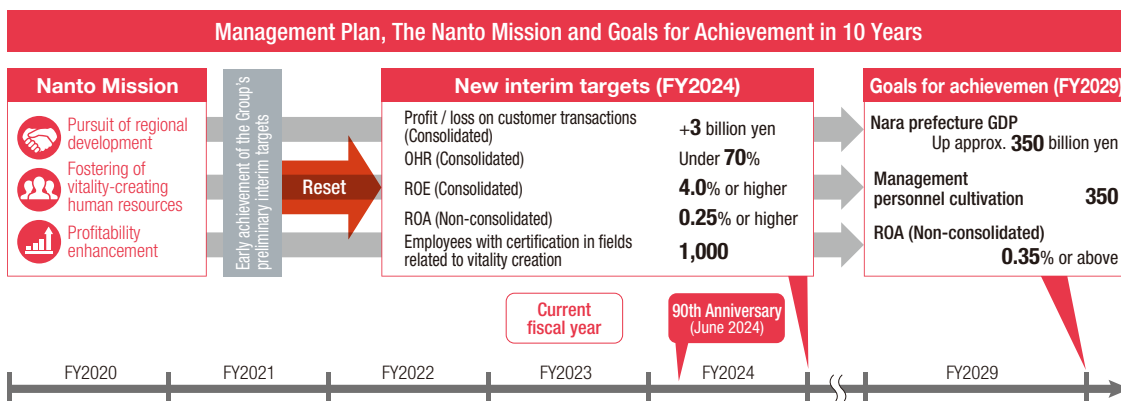 Management Plan, The Nanto Mission and Goals for Achievement in 10 Years
Nanto Mission
Pursuit of regional
development
Fostering of
vitality-creating
human resources
Profitability
enhancement
Early achievement of the Group's
preliminary interim targets
Reset
New interim targets (FY2024)
Profit / loss on customer transactions
(Consolidated)
+3 billion yen
OHR (Consolidated)
Under 70%
ROE (Consolidated)
4.0% or higher
ROA (Non-consolidated)
0.25% or higher
Employees with certification in fields
related to vitality creation
1,000
Goals for achievemen (FY2029)
Nara prefecture GDP
Up approx. 350 billion yen
Management
personnel cultivation
350
ROA (Non-consolidated)
0.35% or above
Current
fiscal year
90th Anniversary
(June 2024)
FY2020
FY2021
FY2022
FY2023
FY2024
FY2029